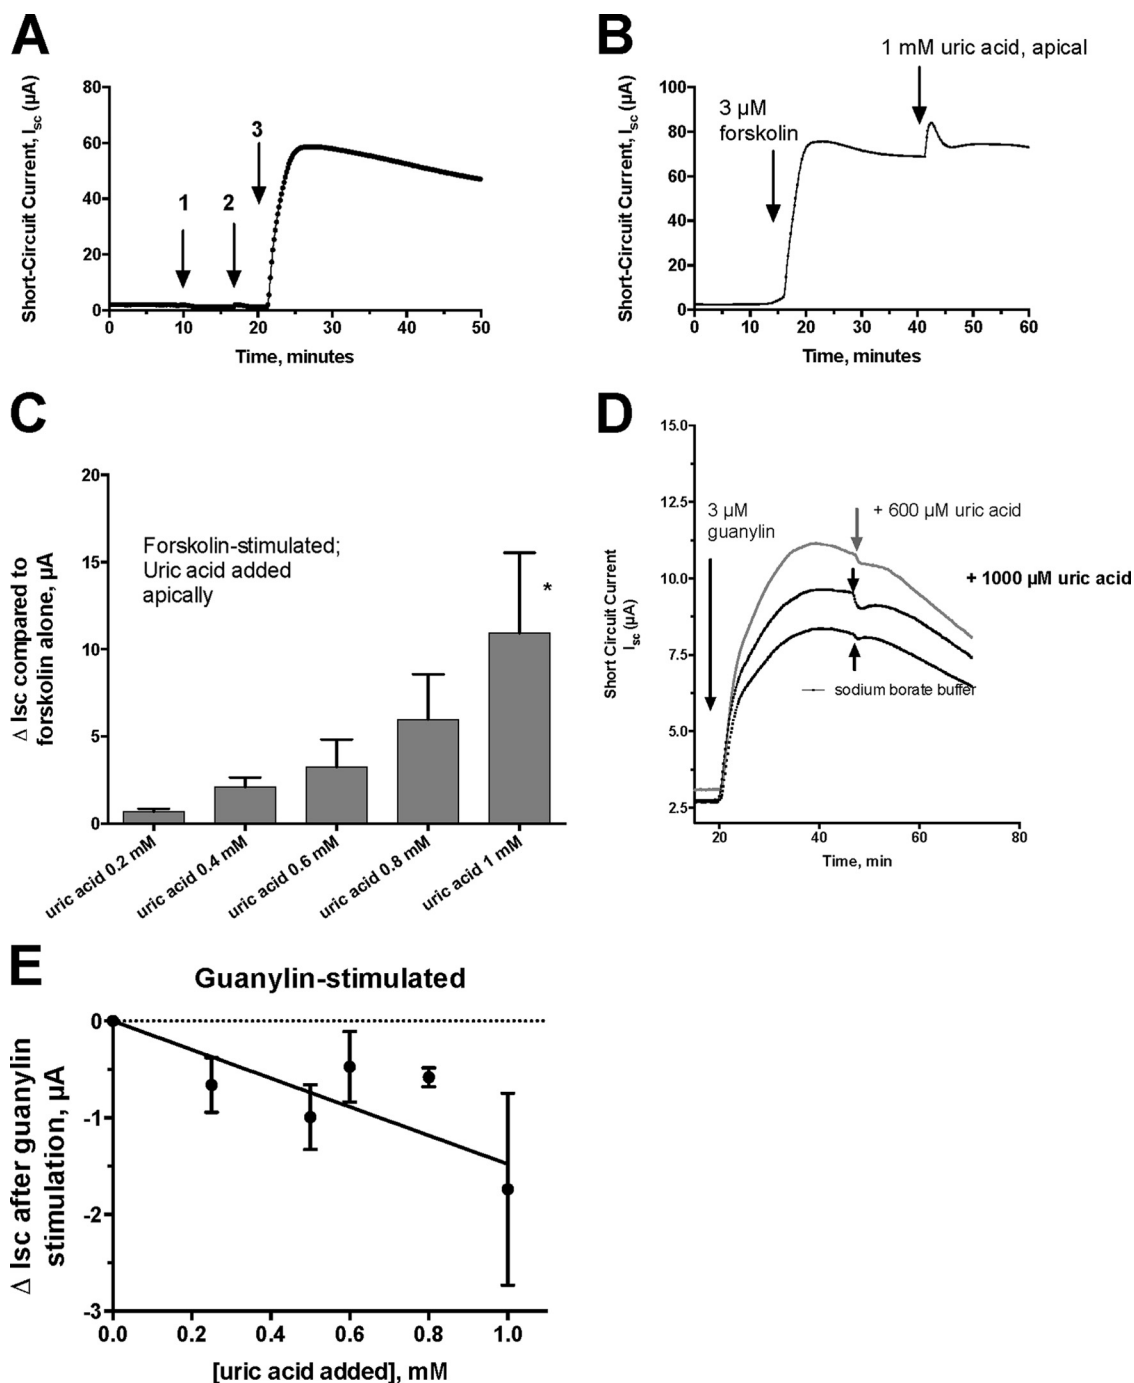 A
Short-Circuit Current, Isc (µA)
80
60
40
20
0
1
2
3
0
10
20
30
40
50
Time, minutes
B
1 mM uric acid, apical
3 µM
forskolin
Short-Circuit Current, Isc (µA)
100
80
60
40
20
0
0
10
20
30
40
50
60
Time, minutes
C
Δ Isc compared to
forskolin alone, µA
20
15
10
5
0
Forskolin-stimulated;
Uric acid added
apically
*
uric acid 0.2 mM
uric acid 0.4 mM
uric acid 0.6 mM
uric acid 0.8 mM
uric acid 1 mM
D
Short Circuit Current
Isc (µA)
15.0
12.5
10.0
7.5
5.0
2.5
3 µM
guanylin
+ 600 µM uric acid
+ 1000 µM uric acid
sodium borate buffer
20
40
60
80
Time, min
E
Guanylin-stimulated
Δ Isc after guanylin
stimulation, µA
0
-1
-2
-3
0.0
0.2
0.4
0.6
0.8
1.0
[uric acid added], mM